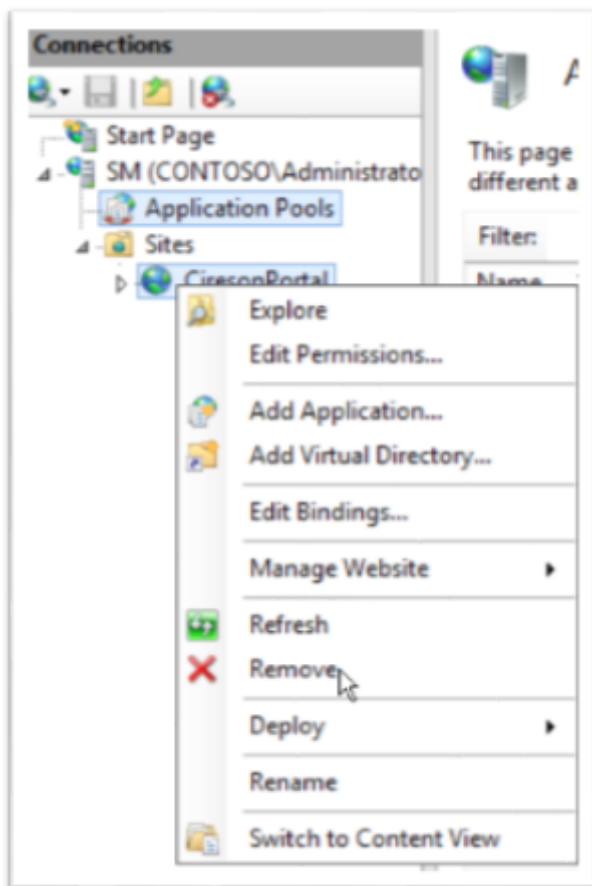 Connections
Start Page
SM (CONTOSO\Administrato
Application Pools
Sites
CiresonPortal
Explore
Edit Permissions...
Add Application...
Add Virtual Directory...
Edit Bindings...
Manage Website
Refresh
Remove
Deploy
Rename
Switch to Content View
A
This page
different a
Filter:
Name